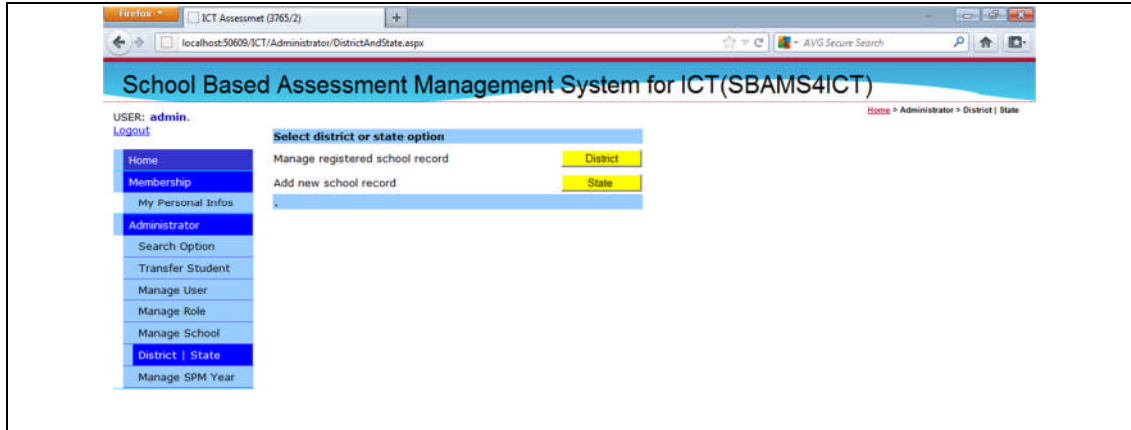 Firefox
ICT Assessmet (3765/2)
+
localhost:50609/ICT/Administrator/DistrictAndState.aspx
AVG Secure Search
School Based Assessment Management System for ICT(SBAMS4ICT)
Home > Administrator > District | State
USER: admin.
Logout
Select district or state option
Manage registered school record
District
Add new school record
State
.
Home
Membership
My Personal Infos
Administrator
Search Option
Transfer Student
Manage User
Manage Role
Manage School
District | State
Manage SPM Year